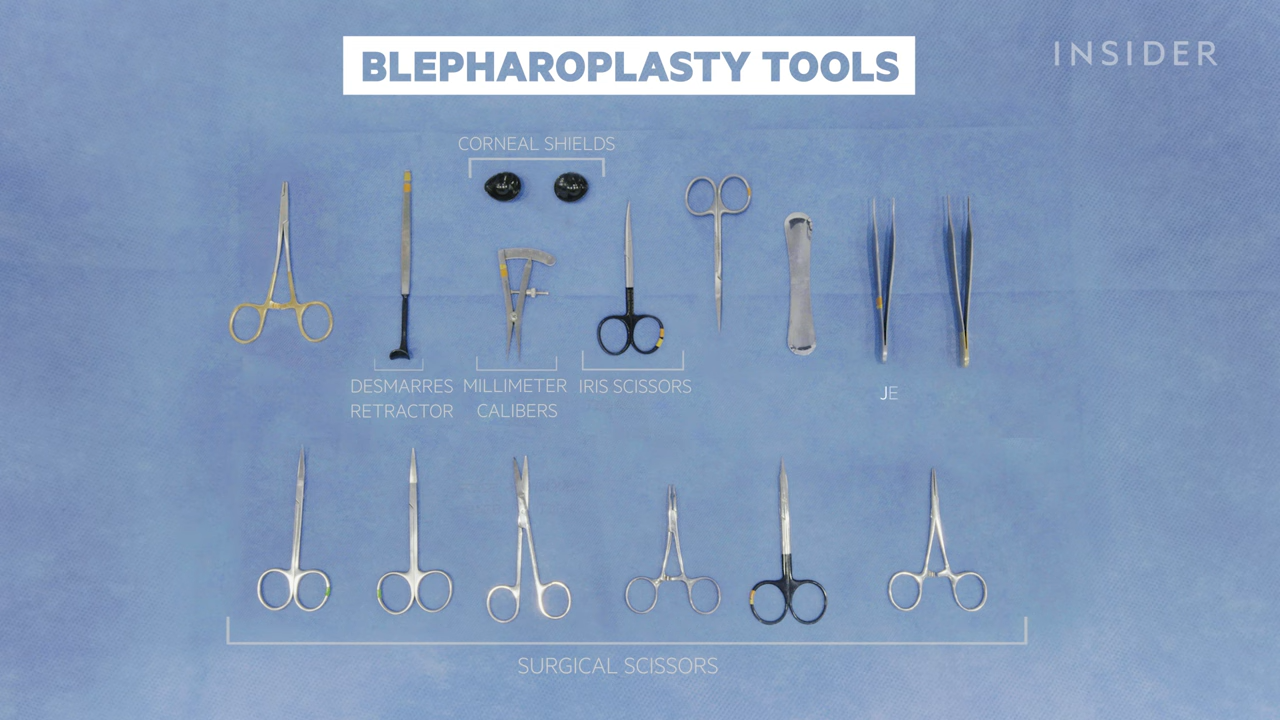 BLEPHAROPLASTY TOOLS
INSIDER
CORNEAL SHIELDS
DESMARRES
RETRACTOR
MILLIMETER
CALIBERS
IRIS SCISSORS
JE
SURGICAL SCISSORS